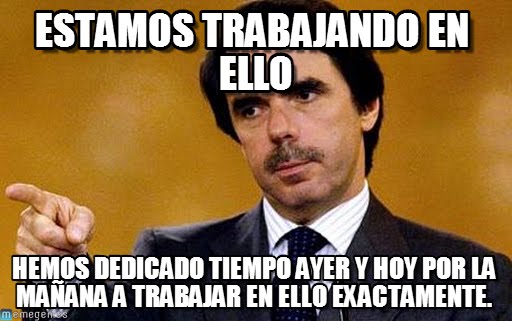 ESTAMOS TRABAJANDO EN
ELLO
HEMOS DEDICADO TIEMPO AYER Y HOY POR LA
MAÑANA A TRABAJAR EN ELLO EXACTAMENTE.
memegen.es